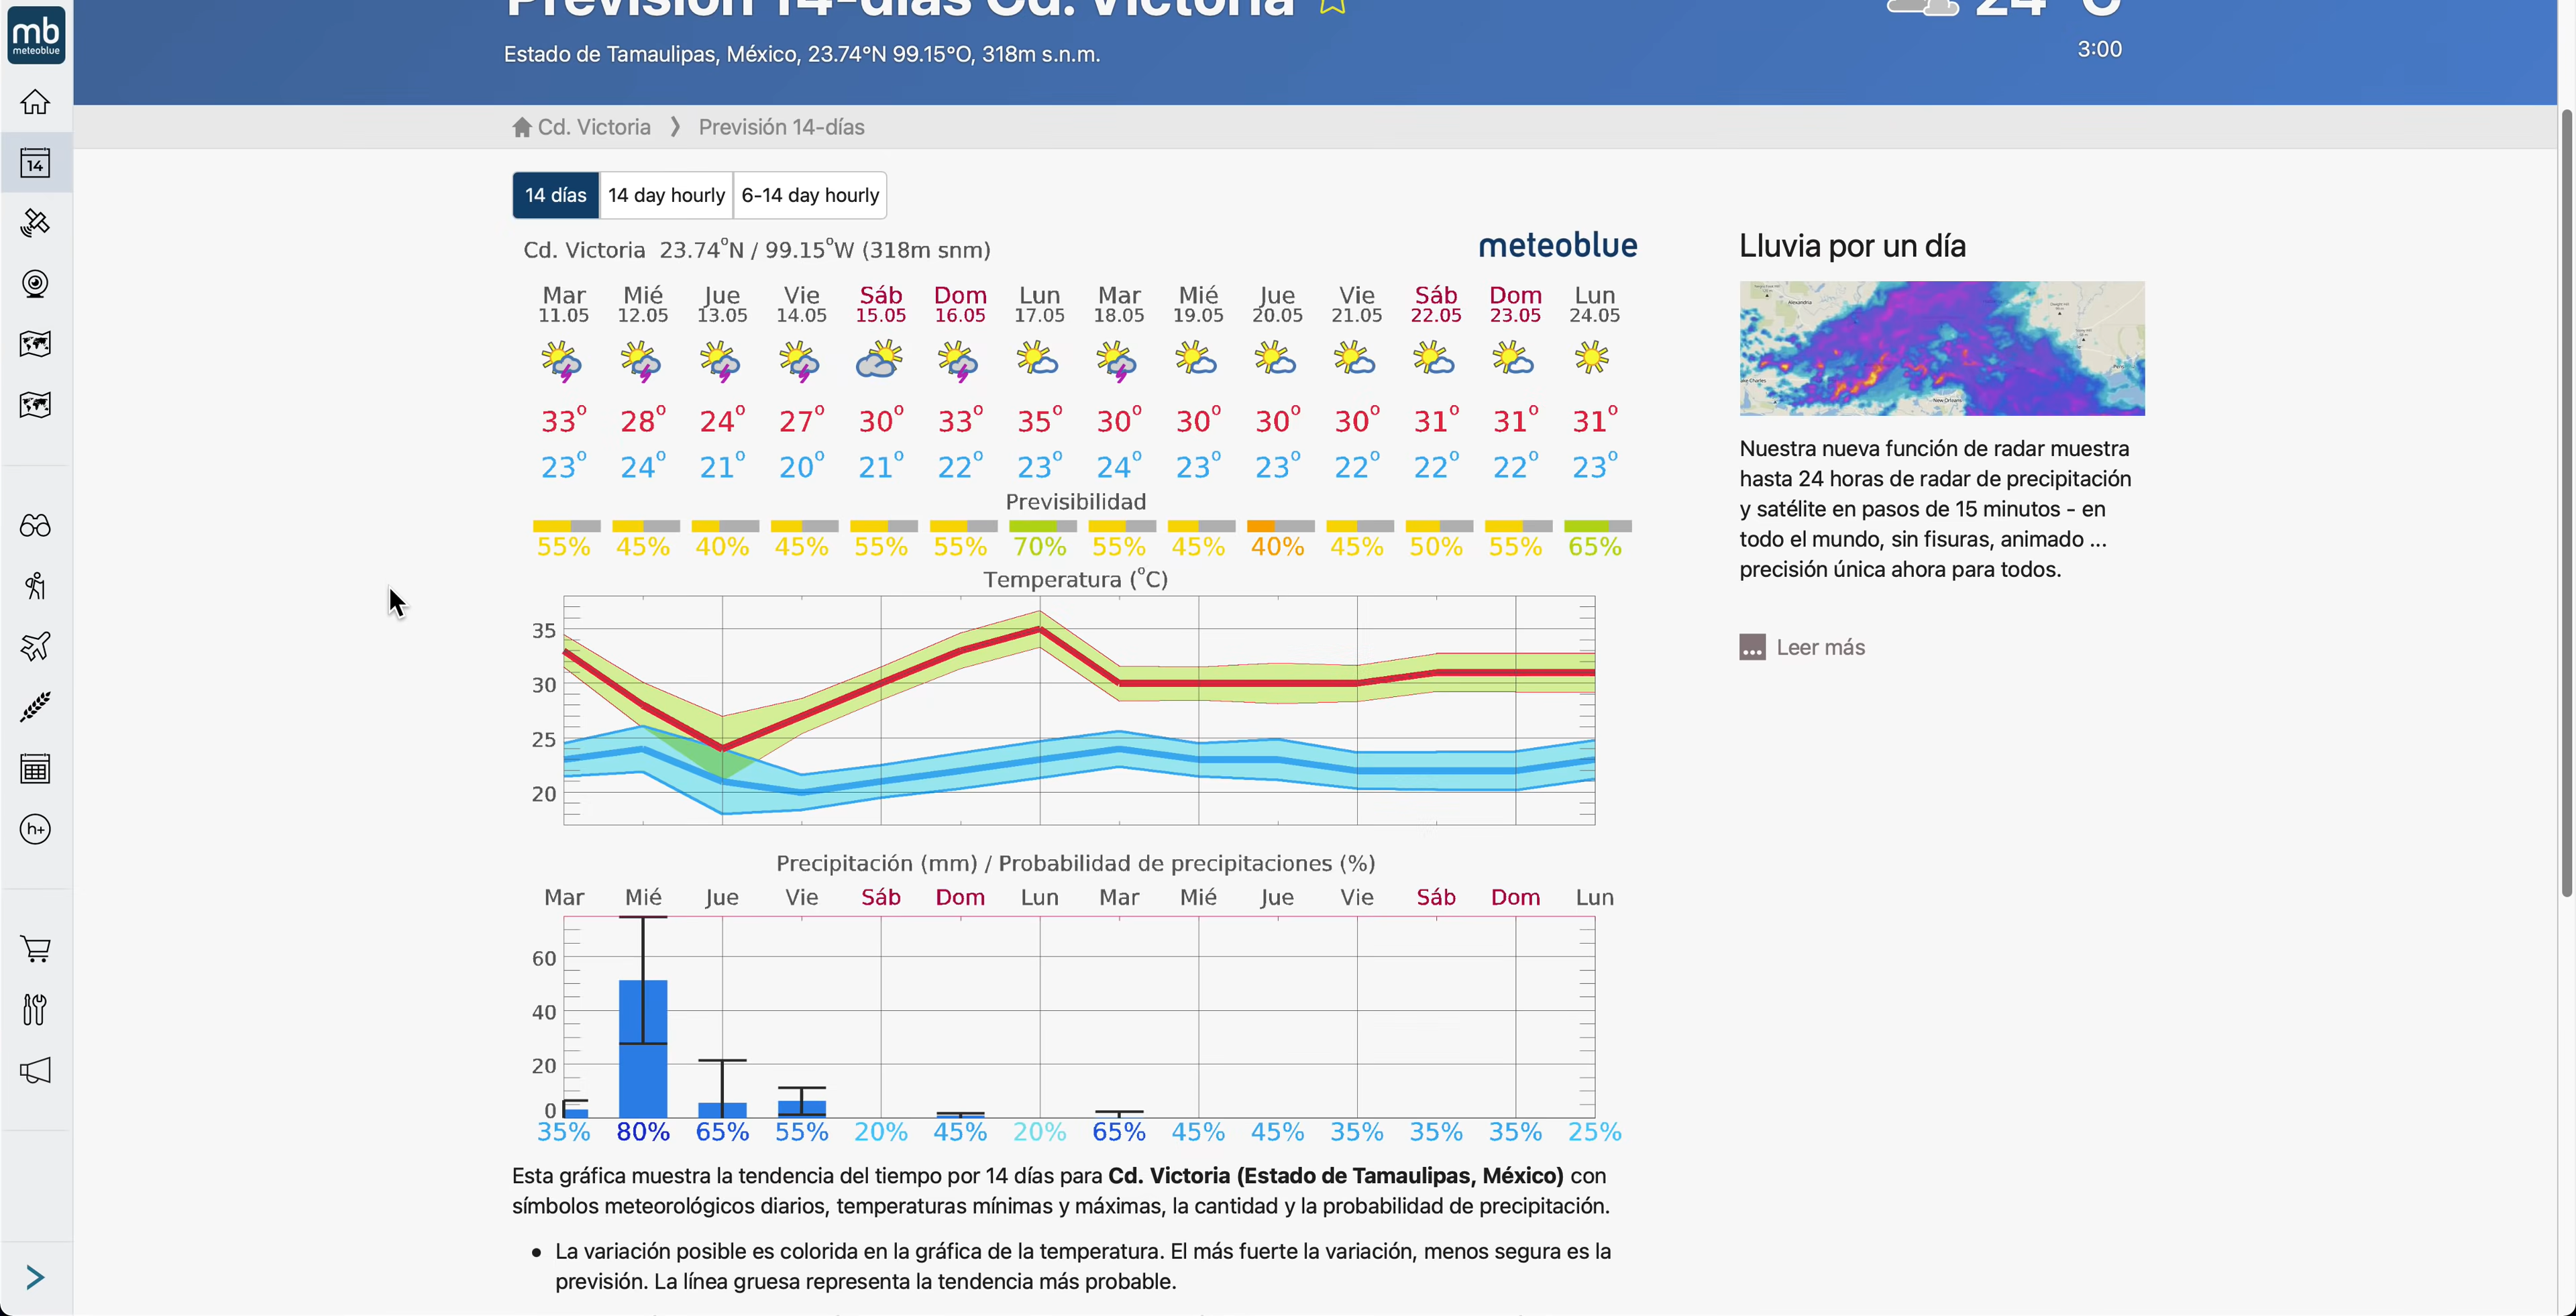 mb
meteoblue
Previsión 14-días Cd. Victoria
24 °C
Estado de Tamaulipas, México, 23.74°N 99.15°O, 318m s.n.m.
3:00
Cd. Victoria Previsión 14-días
14
14 días 14 day hourly 6-14 day hourly
Cd. Victoria 23.74°N / 99.15°W (318m snm)
meteoblue
Mar Mié Jue Vie Sáb Dom Lun Mar Mié Jue Vie Sáb Dom Lun
11.05 12.05 13.05 14.05 15.05 16.05 17.05 18.05 19.05 20.05 21.05 22.05 23.05 24.05
33° 28° 24° 27° 30° 33° 35° 30° 30° 30° 30° 31° 31° 31°
23° 24° 21° 20° 21° 22° 23° 24° 23° 23° 22° 22° 22° 23°
Previsibilidad
55% 45% 40% 45% 55% 55% 70% 55% 45% 40% 45% 50% 55% 65%
Temperatura (°C)
35
30
25
20
Precipitación (mm) / Probabilidad de precipitaciones (%)
Mar Mié Jue Vie Sáb Dom Lun Mar Mié Jue Vie Sáb Dom Lun
60
40
20
0
35% 80% 65% 55% 20% 45% 20% 65% 45% 45% 35% 35% 35% 25%
Esta gráfica muestra la tendencia del tiempo por 14 días para Cd. Victoria (Estado de Tamaulipas, México) con
símbolos meteorológicos diarios, temperaturas mínimas y máximas, la cantidad y la probabilidad de precipitación.
• La variación posible es colorida en la gráfica de la temperatura. El más fuerte la variación, menos segura es la
previsión. La línea gruesa representa la tendencia más probable.
Lluvia por un día
Alexandria
New Orleans
Nuestra nueva función de radar muestra
hasta 24 horas de radar de precipitación
y satélite en pasos de 15 minutos - en
todo el mundo, sin fisuras, animado ...
precisión única ahora para todos.
... Leer más
h+